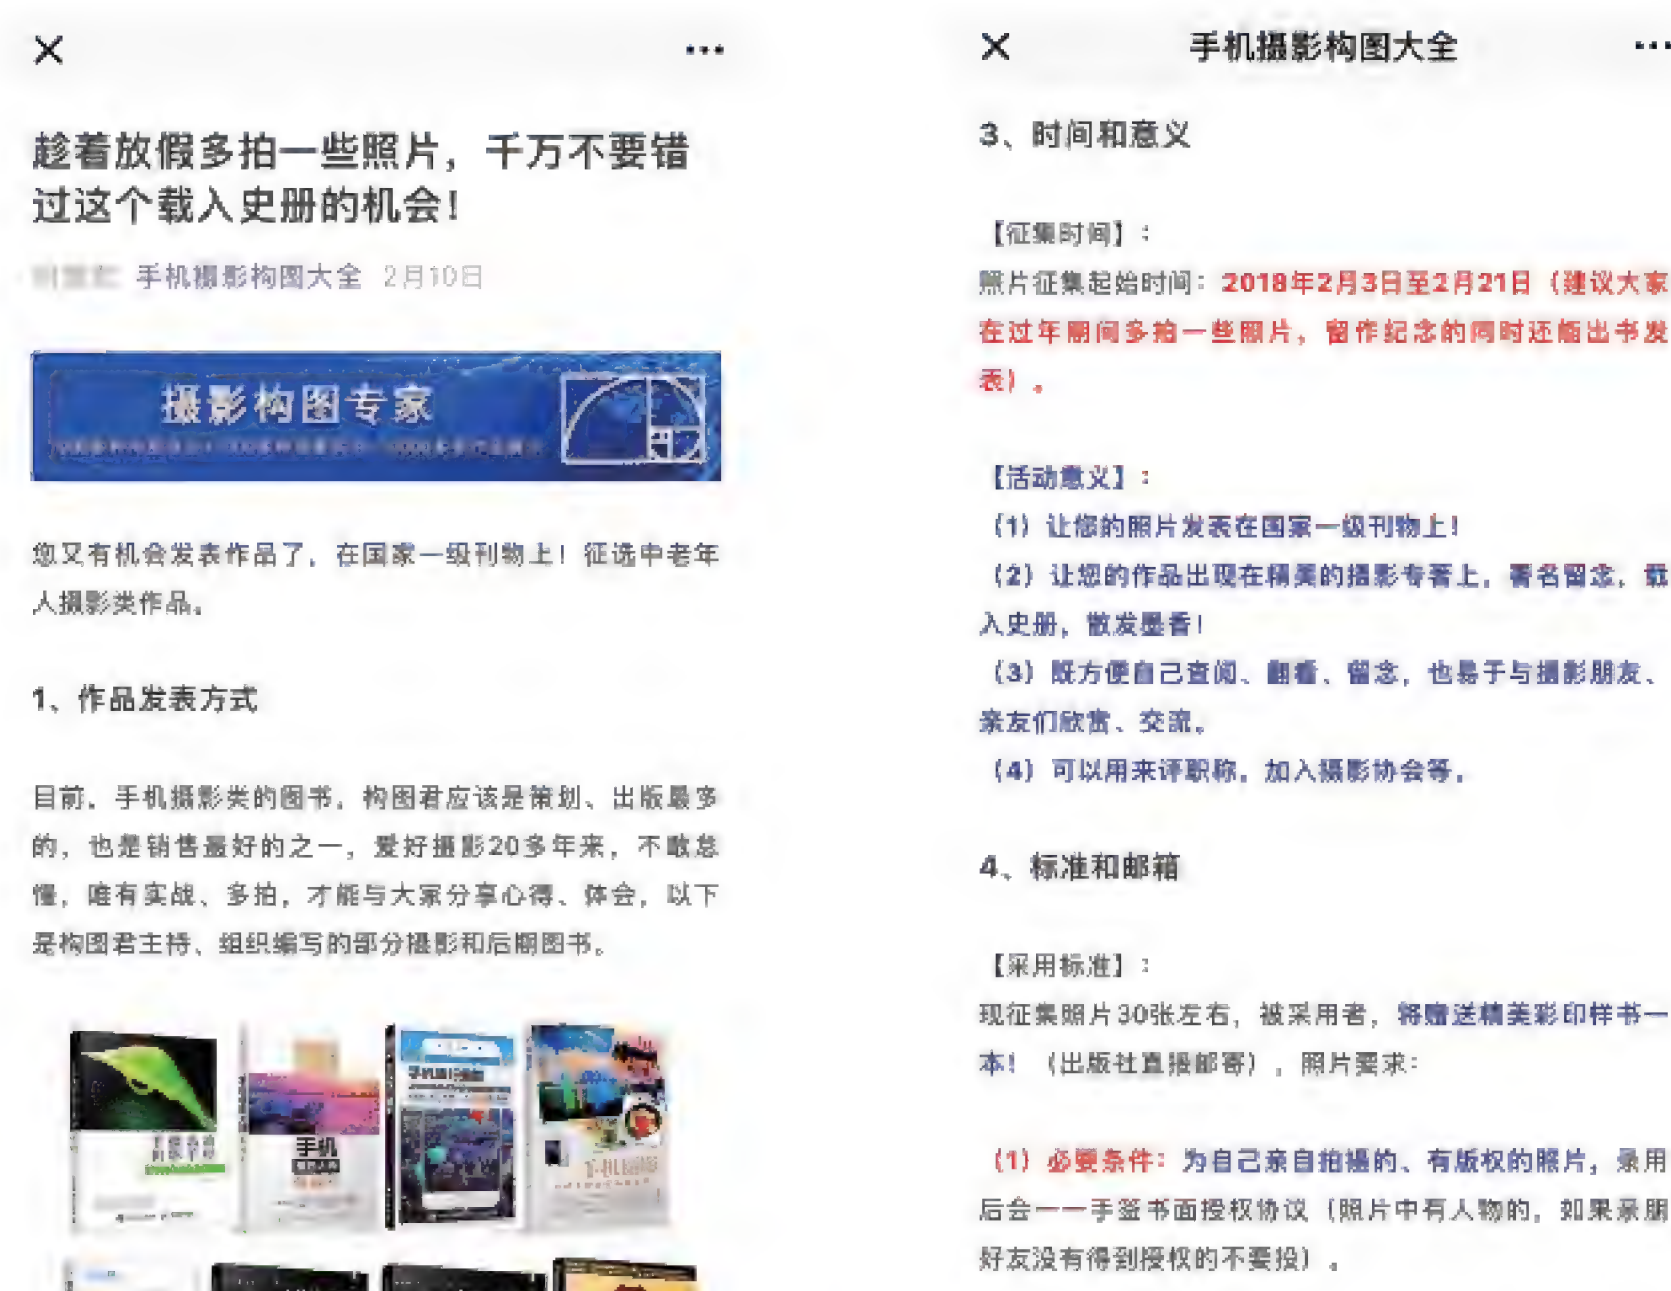 趁着放假多拍一些照片，千万不要错
过这个载入史册的机会！
手机摄影构图大全 2月10日
摄影构图专家
您又有机会发表作品了，在国家一级刊物上！征选中老年
人摄影类作品。
1、作品发表方式
目前，手机摄影类的图书，构图君应该是策划、出版最多
的，也是销售最好的之一，爱好摄影20多年来，不敢怠
慢，唯有实战、多拍，才能与大家分享心得、体会，以下
是构图君主持、组织编写的部分摄影和后期图书。
手机
手机摄影构图大全
3、时间和意义
【征集时间】：
照片征集起始时间：2018年2月3日至2月21日（建议大家
在过年期间多拍一些照片，留作纪念的同时还能出书发
表）。
【活动意义】：
（1）让您的照片发表在国家一级刊物上！
（2）让您的作品出现在精美的摄影专著上，署名留念，载
入史册，散发墨香！
（3）既方便自己查阅、翻看、留念，也易于与摄影朋友、
亲友们欣赏、交流。
（4）可以用来评职称，加入摄影协会等。
4、标准和邮箱
【采用标准】：
现征集照片30张左右，被采用者，将赠送精美彩印样书一
本！（出版社直接邮寄），照片要求：
（1）必要条件：为自己亲自拍摄的、有版权的照片，录用
后会一一手签书面授权协议（照片中有人物的，如果亲朋
好友没有得到授权的不要投）。